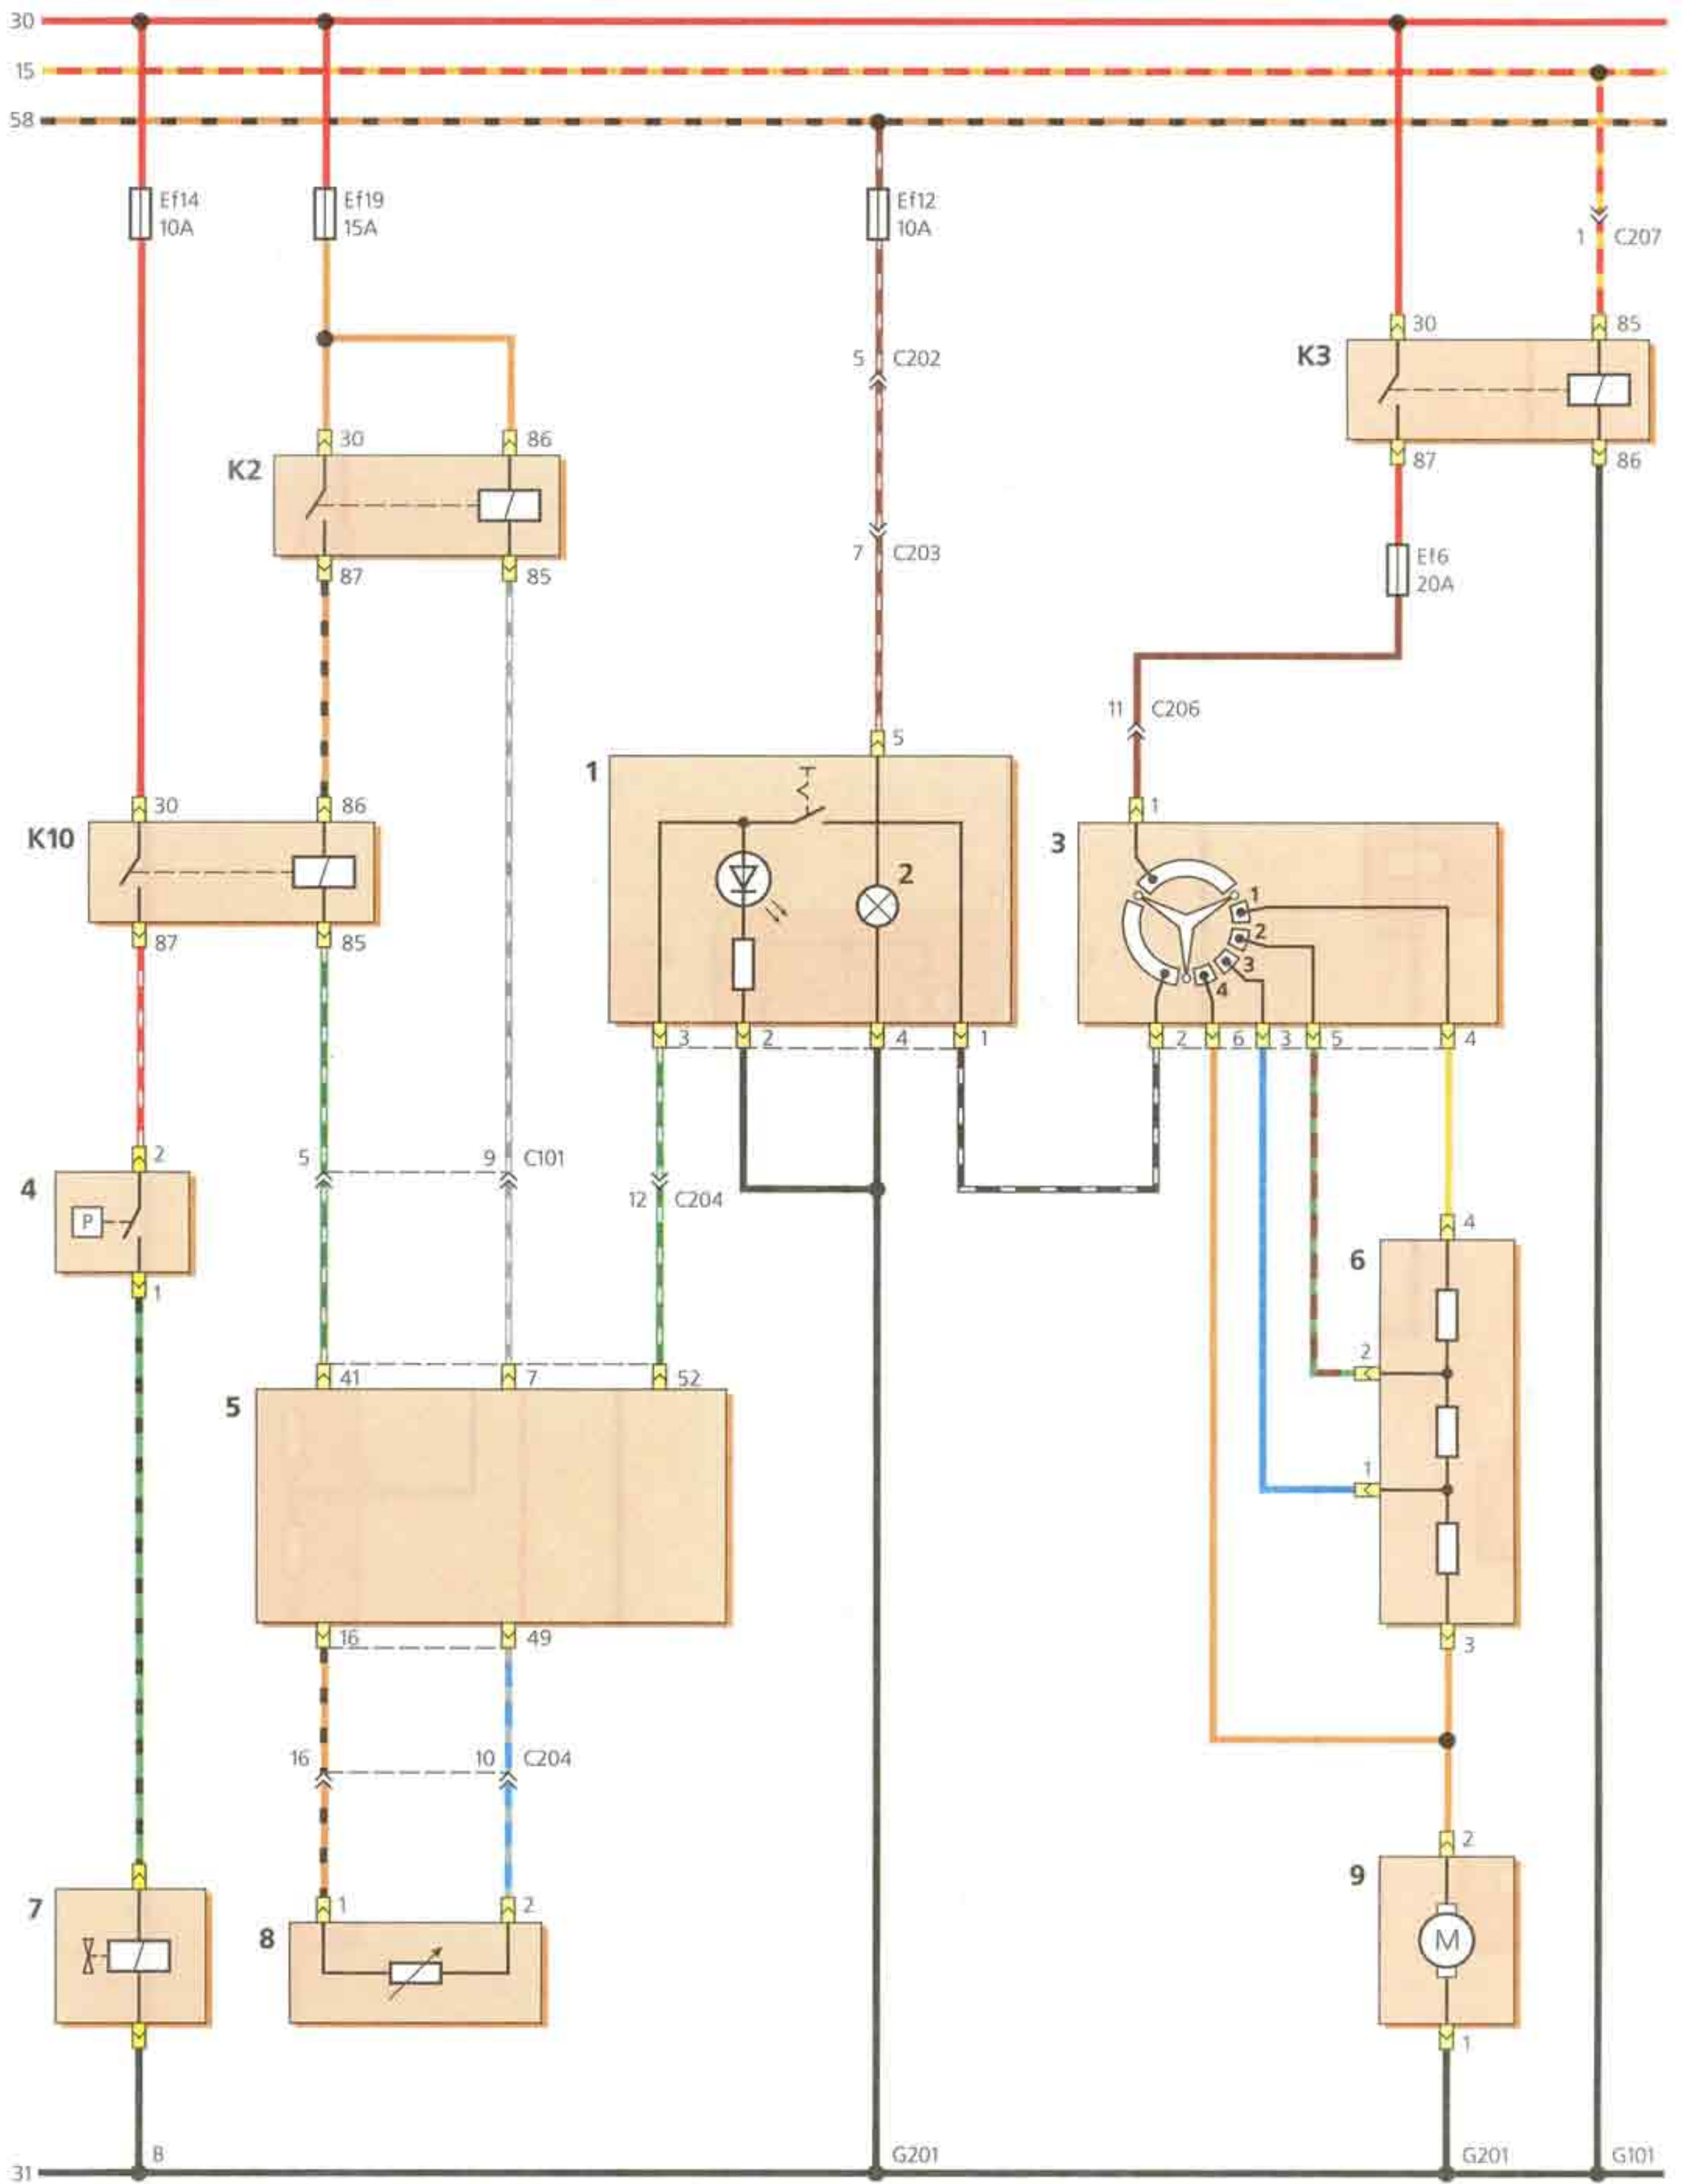 30
15
58
Ef14
10A
Ef19
15A
Ef12
10A
1 C207
30 85
K3
5 C202
30 86
K2
87 86
87 85
7 C203
Ef6
20A
11 C206
5
1
30 86
K10
1
2
3
1
2
3
4
87 85
3 2 4 1
2 6 3 5 4
5 9 C101
2
4
P
12 C204
1
4
6
2
41 7 52
5
1
16 49
3
16 10 C204
2
1 2
7
8
9
M
1
B
G201
G201
G101
31